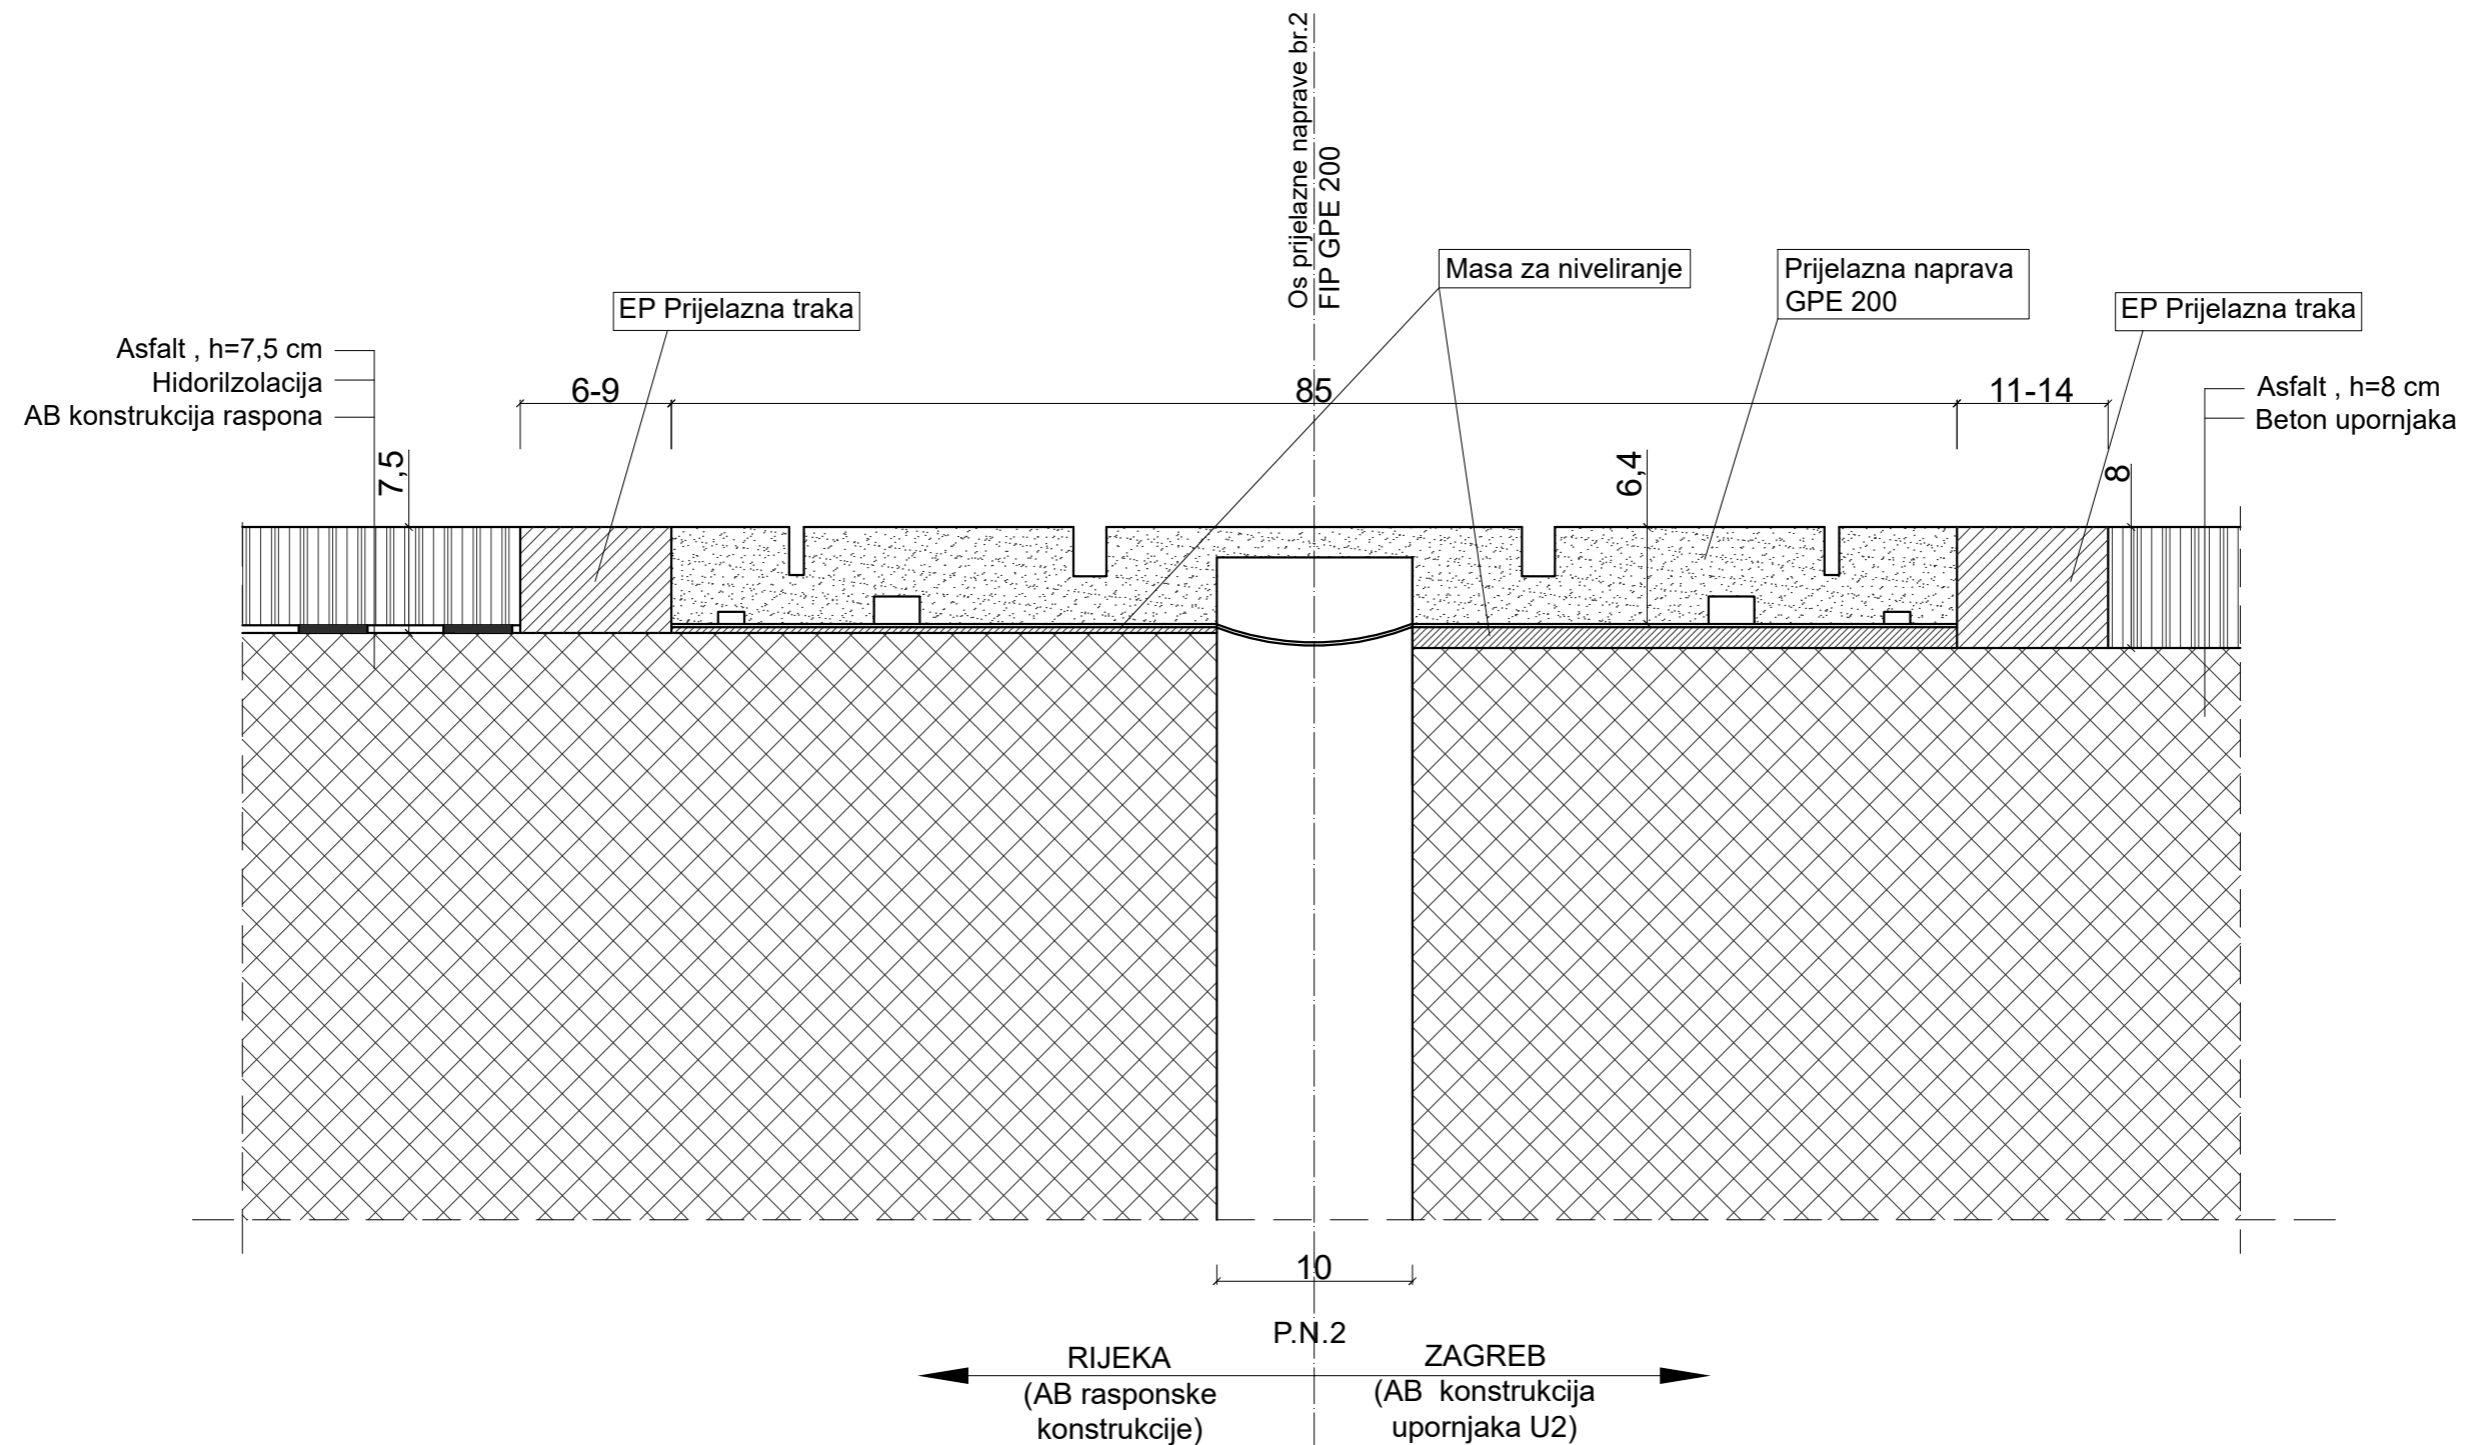 Os prijelazne naprave br.2
FIP GPE 200
Masa za niveliranje
Prijelazna naprava
GPE 200
EP Prijelazna traka
EP Prijelazna traka
Asfalt , h=7,5 cm
Hidorilzolacija
AB konstrukcija raspona
Asfalt , h=8 cm
Beton upornjaka
6-9
85
11-14
7,5
6,4
8
10
P.N.2
RIJEKA
(AB rasponske
konstrukcije)
ZAGREB
(AB konstrukcija
upornjaka U2)